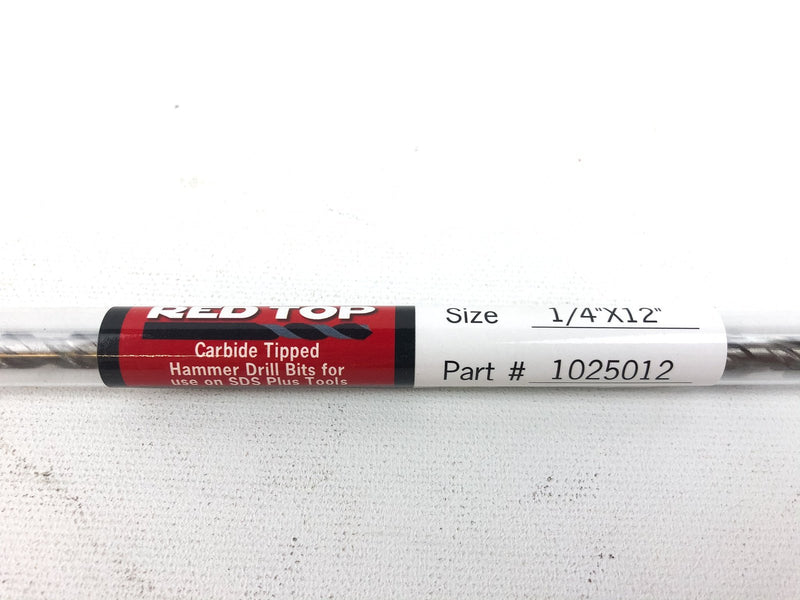 RED TOP
Carbide Tipped
Hammer Drill Bits for
use on SDS Plus Tools
Size 1/4"X12"
Part # 1025012